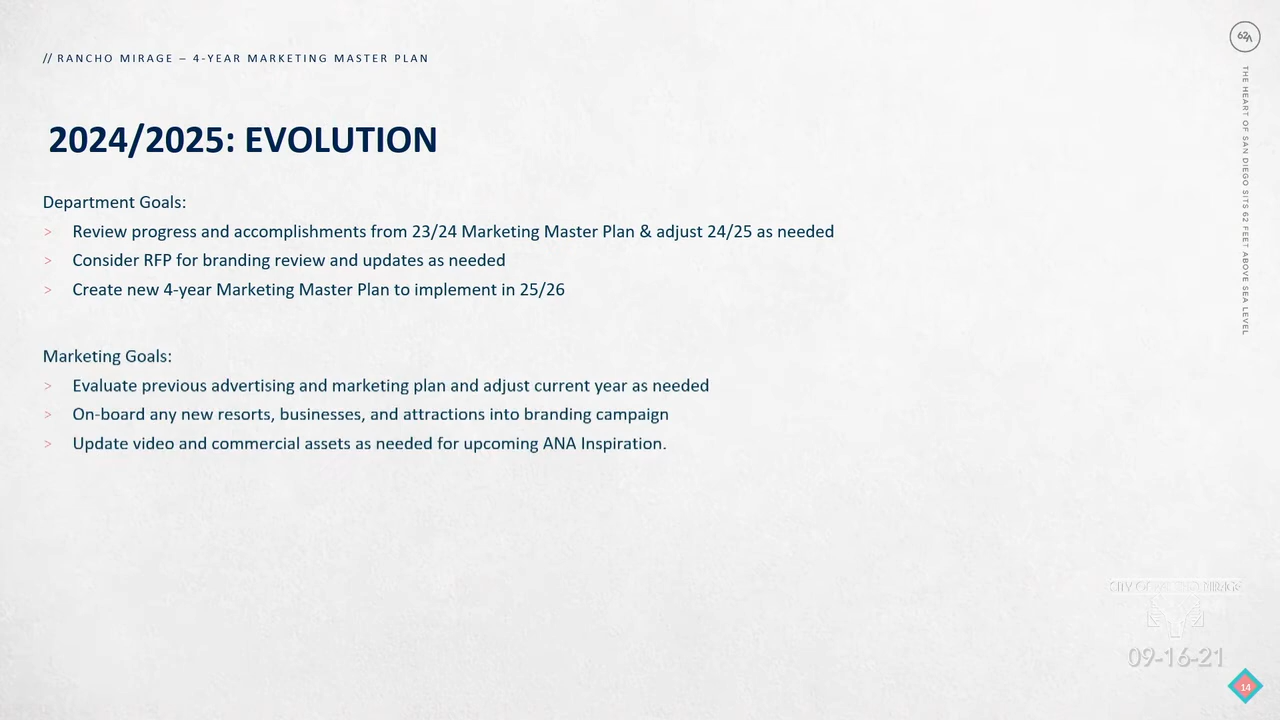 // RANCHO MIRAGE – 4-YEAR MARKETING MASTER PLAN
62
THE HEART OF SAN DIEGO SITS 62 FEET ABOVE SEA LEVEL
2024/2025: EVOLUTION
Department Goals:
> Review progress and accomplishments from 23/24 Marketing Master Plan & adjust 24/25 as needed
> Consider RFP for branding review and updates as needed
> Create new 4-year Marketing Master Plan to implement in 25/26
Marketing Goals:
> Evaluate previous advertising and marketing plan and adjust current year as needed
> On-board any new resorts, businesses, and attractions into branding campaign
> Update video and commercial assets as needed for upcoming ANA Inspiration.
CITY OF RANCHO MIRAGE
09-16-21
14